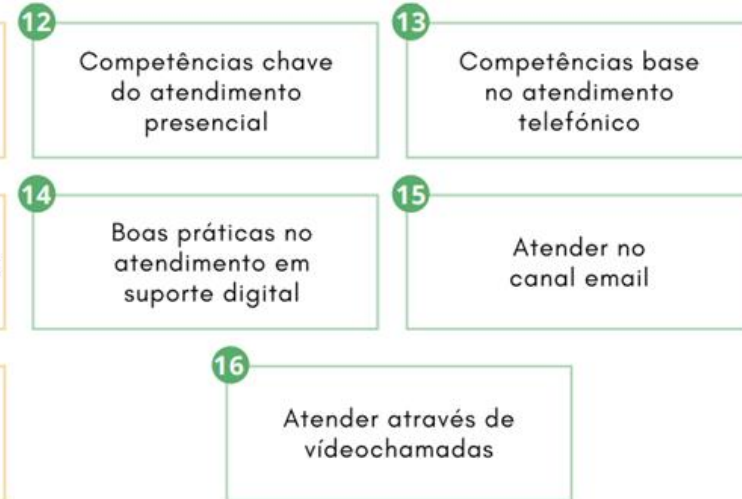 12
Competências chave
do atendimento
presencial
13
Competências base
no atendimento
telefónico
14
Boas práticas no
atendimento em
suporte digital
15
Atender no
canal email
16
Atender através de
vídeochamadas